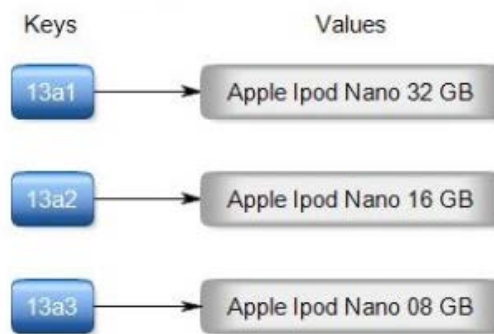 Keys Values
13a1 Apple Ipod Nano 32 GB
13a2 Apple Ipod Nano 16 GB
13a3 Apple Ipod Nano 08 GB